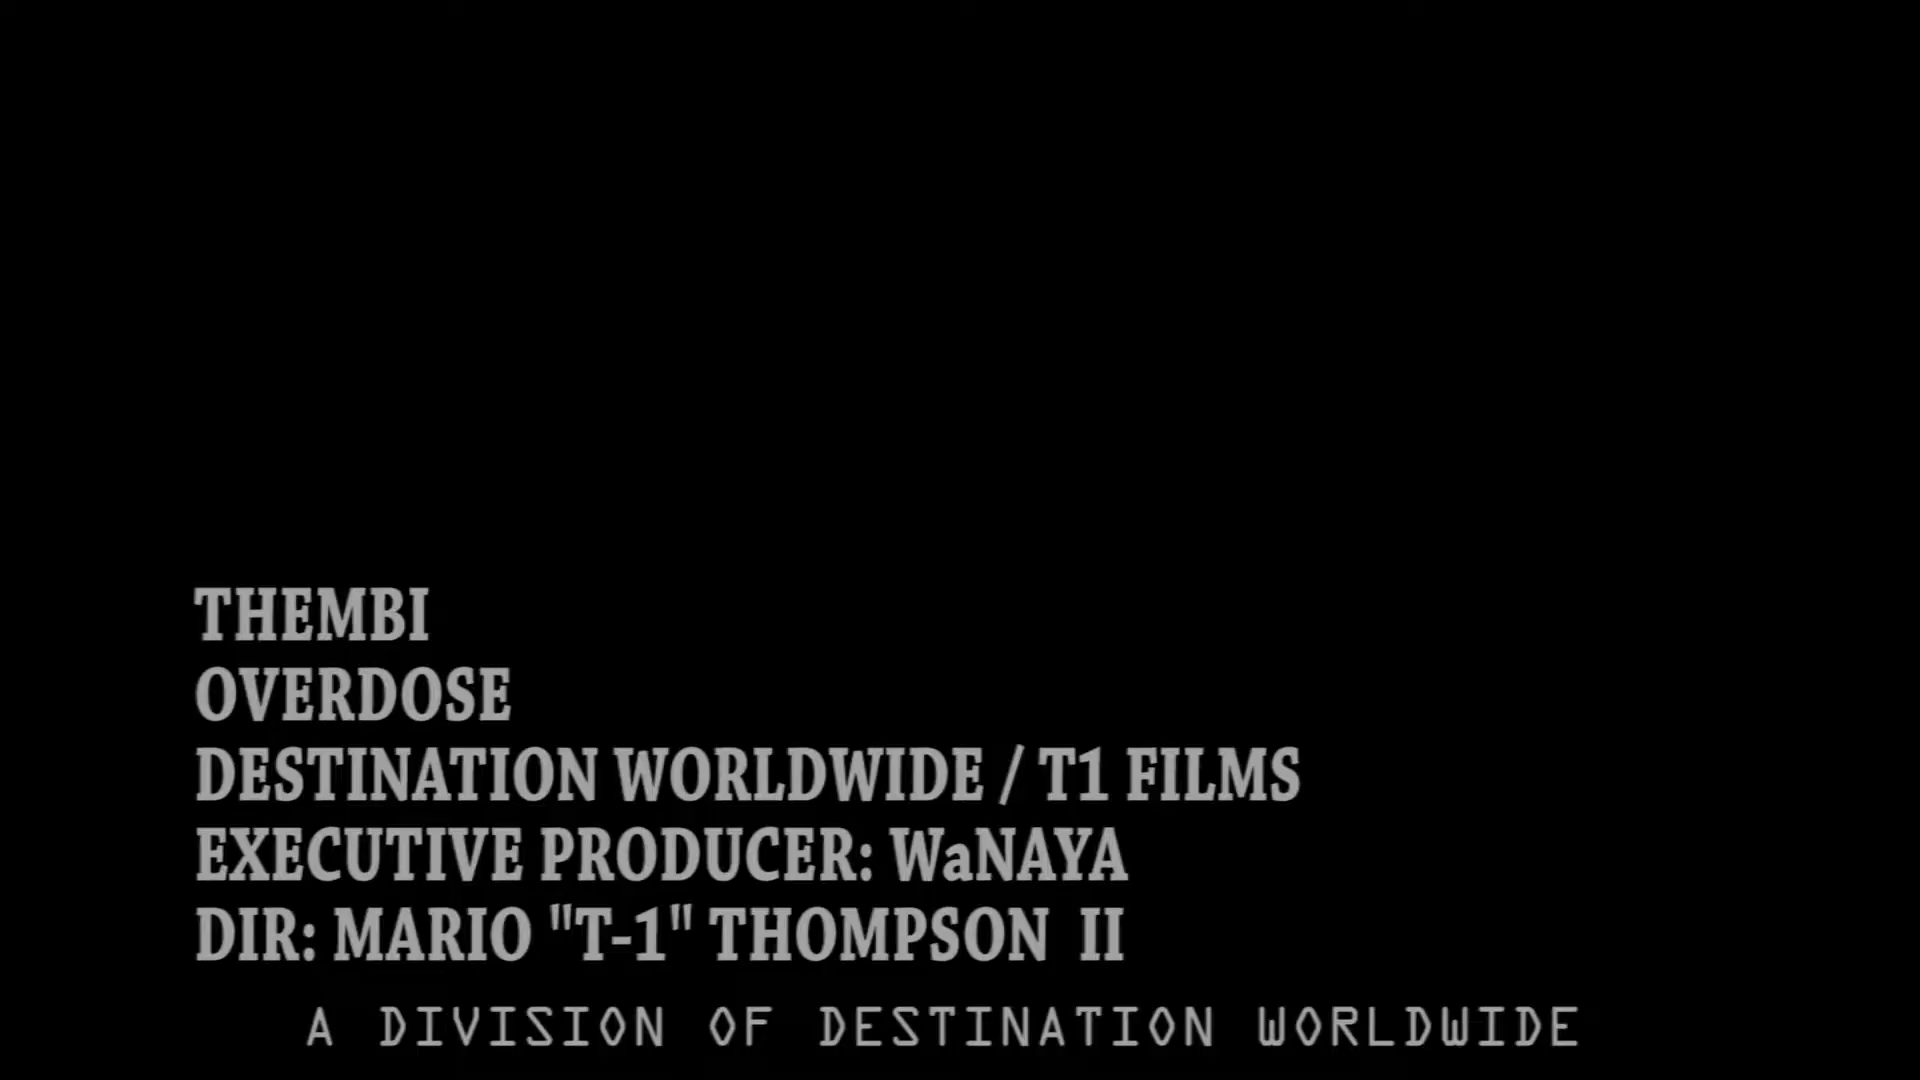 THEMBI
OVERDOSE
DESTINATION WORLDWIDE / T1 FILMS
EXECUTIVE PRODUCER: WaNAYA
DIR: MARIO "T-1" THOMPSON II
A DIVISION OF DESTINATION WORLDWIDE